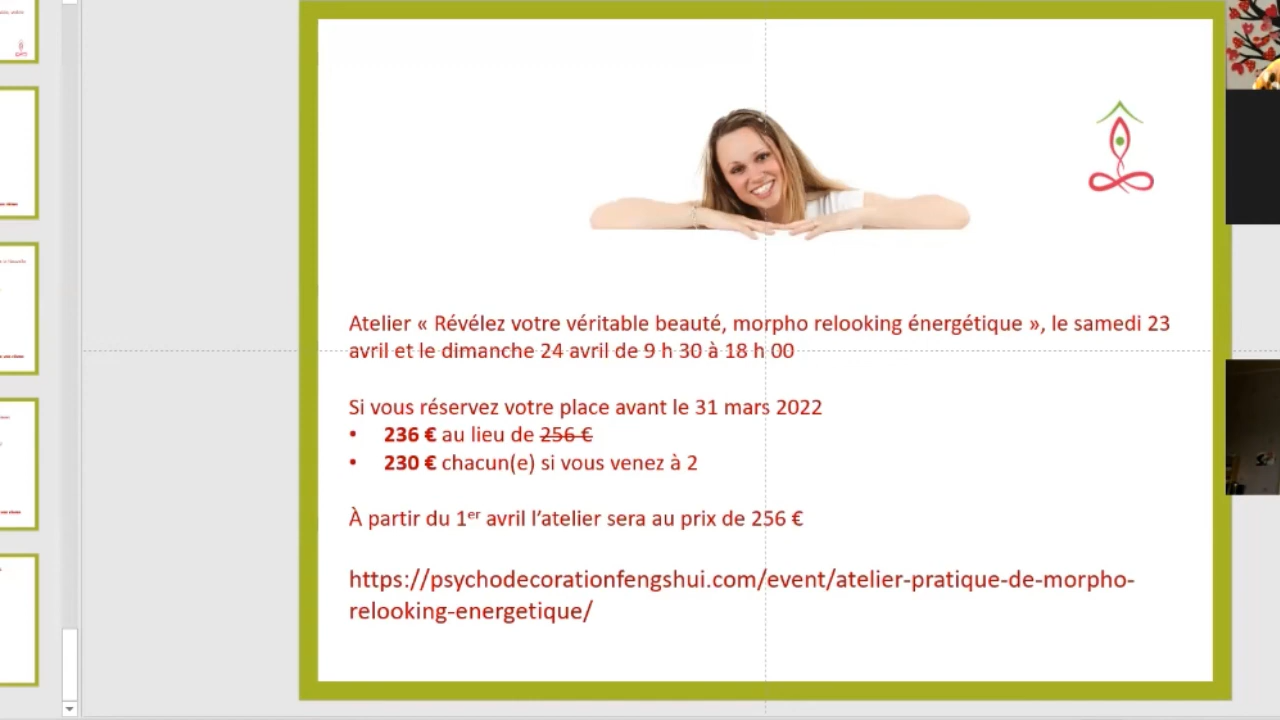 Atelier « Révélez votre véritable beauté, morpho relooking énergétique », le samedi 23
avril et le dimanche 24 avril de 9 h 30 à 18 h 00
Si vous réservez votre place avant le 31 mars 2022
• 236 € au lieu de 256 €
• 230 € chacun(e) si vous venez à 2
À partir du 1er avril l’atelier sera au prix de 256 €
https://psychodecorationfengshui.com/event/atelier-pratique-de-morpho-
relooking-energetique/